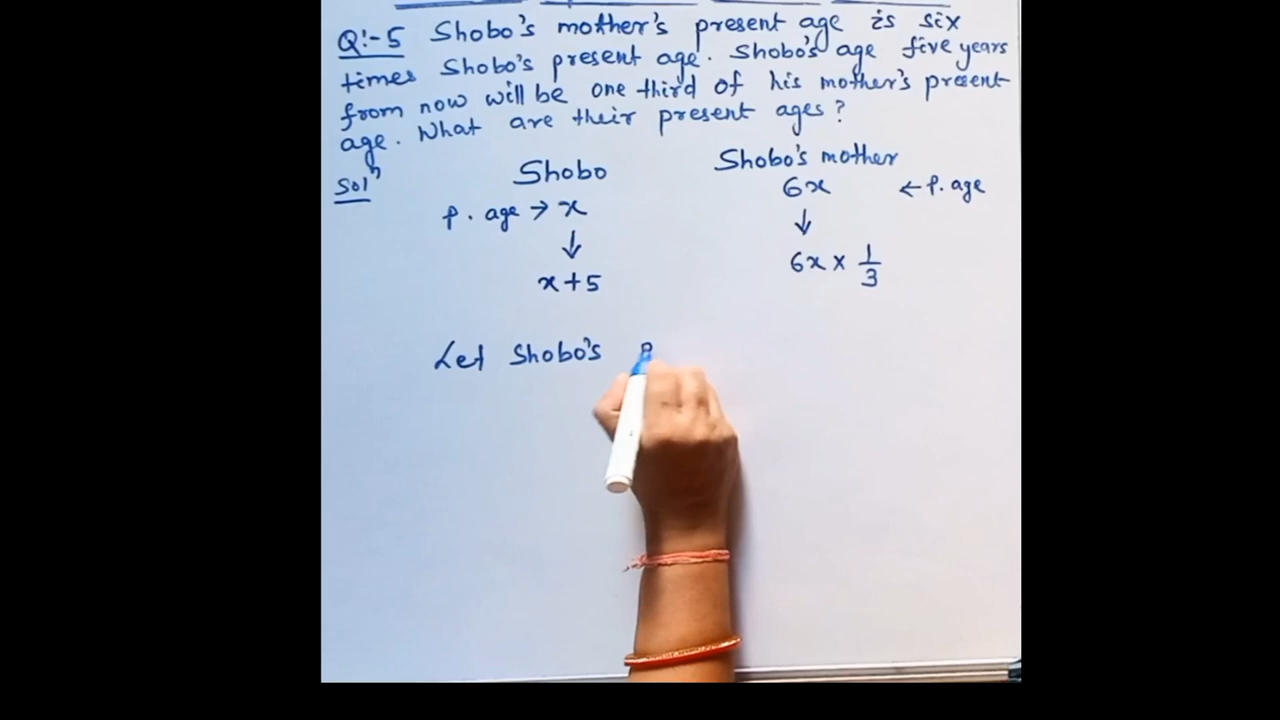 Q:-5 Shobo's mother's present age is six
times Shobo's present age. Shobo's age five years
from now will be one third of his mother's present
age. What are their present ages?
Solⁿ
Shobo
Shobo's mother
P. age → x
6x ← P. age
↓
↓
x+5
6x × 1/3
Let Shobo's P